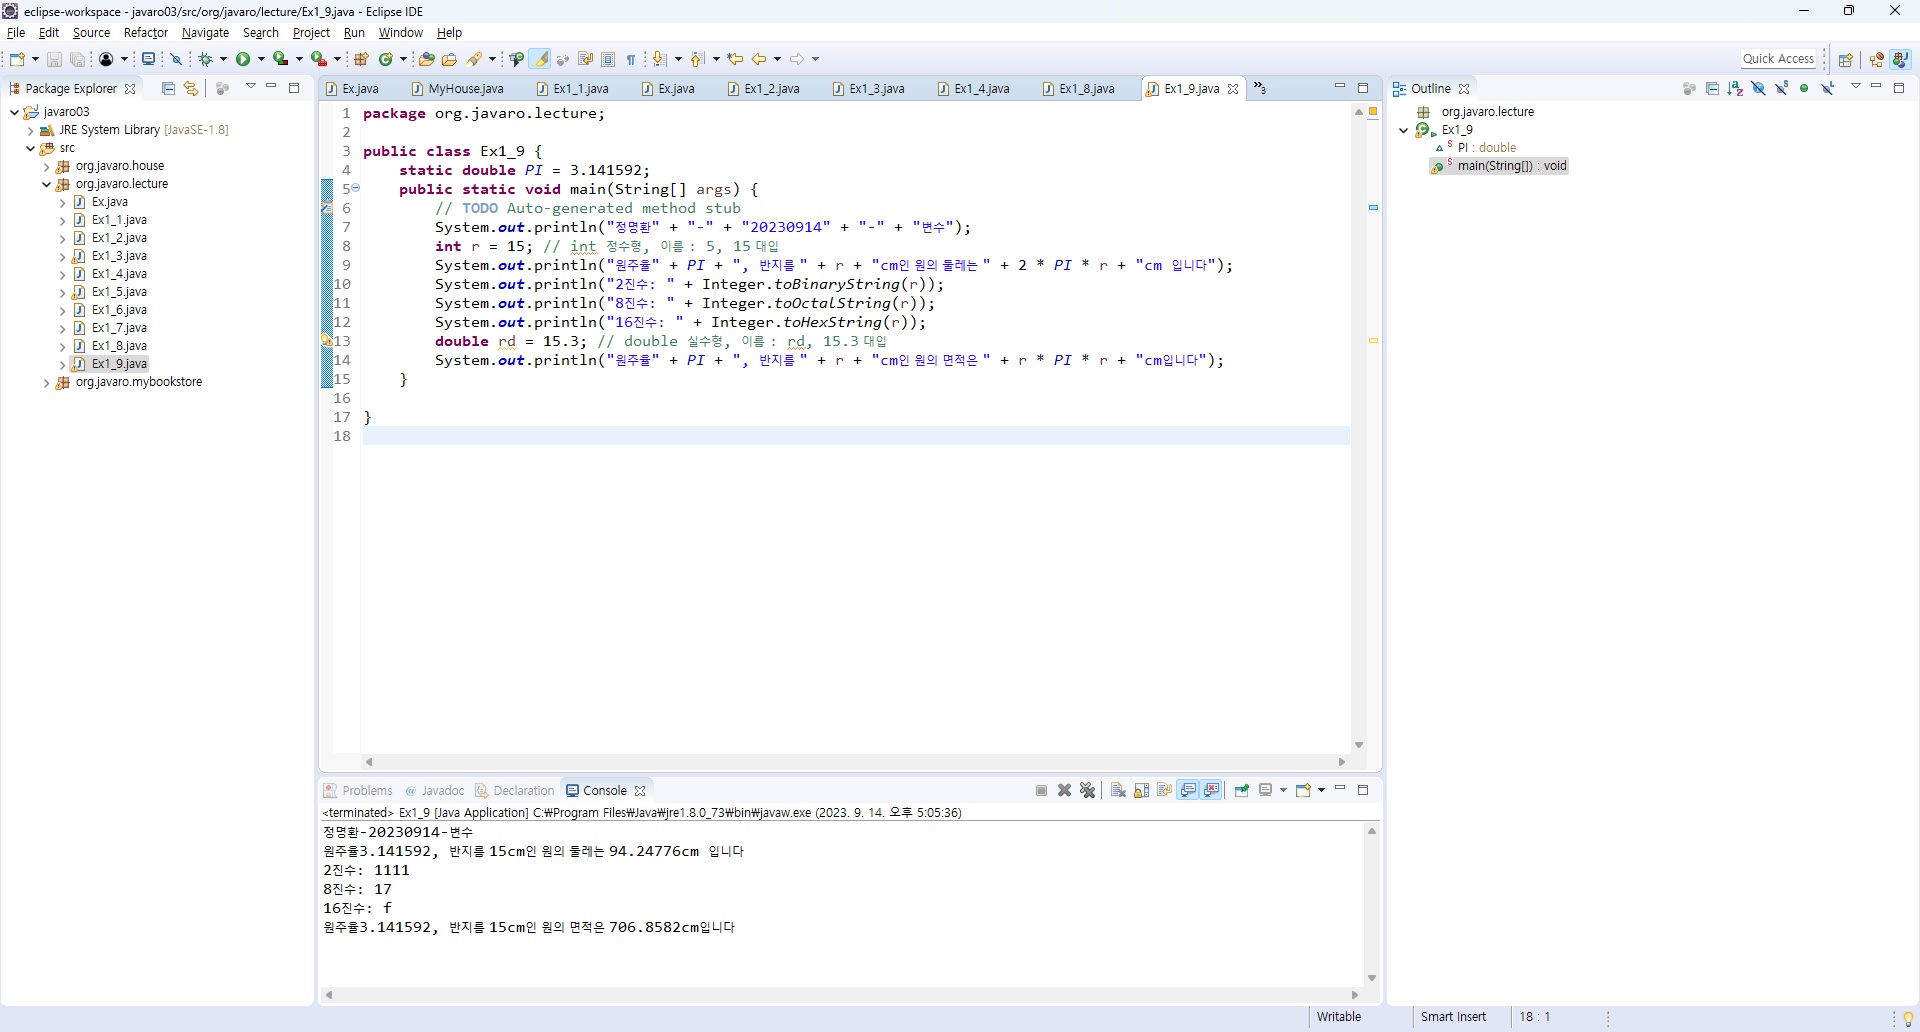 eclipse-workspace - javaro03/src/org/javaro/lecture/Ex1_9.java - Eclipse IDE
File Edit Source Refactor Navigate Search Project Run Window Help
Quick Access
Package Explorer
javaro03
JRE System Library [JavaSE-1.8]
src
org.javaro.house
org.javaro.lecture
Ex.java
Ex1_1.java
Ex1_2.java
Ex1_3.java
Ex1_4.java
Ex1_5.java
Ex1_6.java
Ex1_7.java
Ex1_8.java
Ex1_9.java
org.javaro.mybookstore
Ex.java MyHouse.java Ex1_1.java Ex.java Ex1_2.java Ex1_3.java Ex1_4.java Ex1_8.java Ex1_9.java »3
1 package org.javaro.lecture;
2
3 public class Ex1_9 {
4 static double PI = 3.141592;
5 public static void main(String[] args) {
6 // TODO Auto-generated method stub
7 System.out.println("정명환" + "-" + "20230914" + "-" + "변수");
8 int r = 15; // int 정수형, 이름 : 5, 15 대입
9 System.out.println("원주율" + PI + ", 반지름 " + r + "cm인 원의 둘레는 " + 2 * PI * r + "cm 입니다");
10 System.out.println("2진수: " + Integer.toBinaryString(r));
11 System.out.println("8진수: " + Integer.toOctalString(r));
12 System.out.println("16진수: " + Integer.toHexString(r));
13 double rd = 15.3; // double 실수형, 이름 : rd, 15.3 대입
14 System.out.println("원주율" + PI + ", 반지름 " + r + "cm인 원의 면적은 " + r * PI * r + "cm입니다");
15 }
16
17 }
18
Outline
org.javaro.lecture
Ex1_9
PI : double
main(String[]) : void
Problems @ Javadoc Declaration Console
<terminated> Ex1_9 [Java Application] C:₩Program Files₩Java₩jre1.8.0_73₩bin₩javaw.exe (2023. 9. 14. 오후 5:05:36)
정명환-20230914-변수
원주율3.141592, 반지름 15cm인 원의 둘레는 94.24776cm 입니다
2진수: 1111
8진수: 17
16진수: f
원주율3.141592, 반지름 15cm인 원의 면적은 706.8582cm입니다
Writable Smart Insert 18 : 1